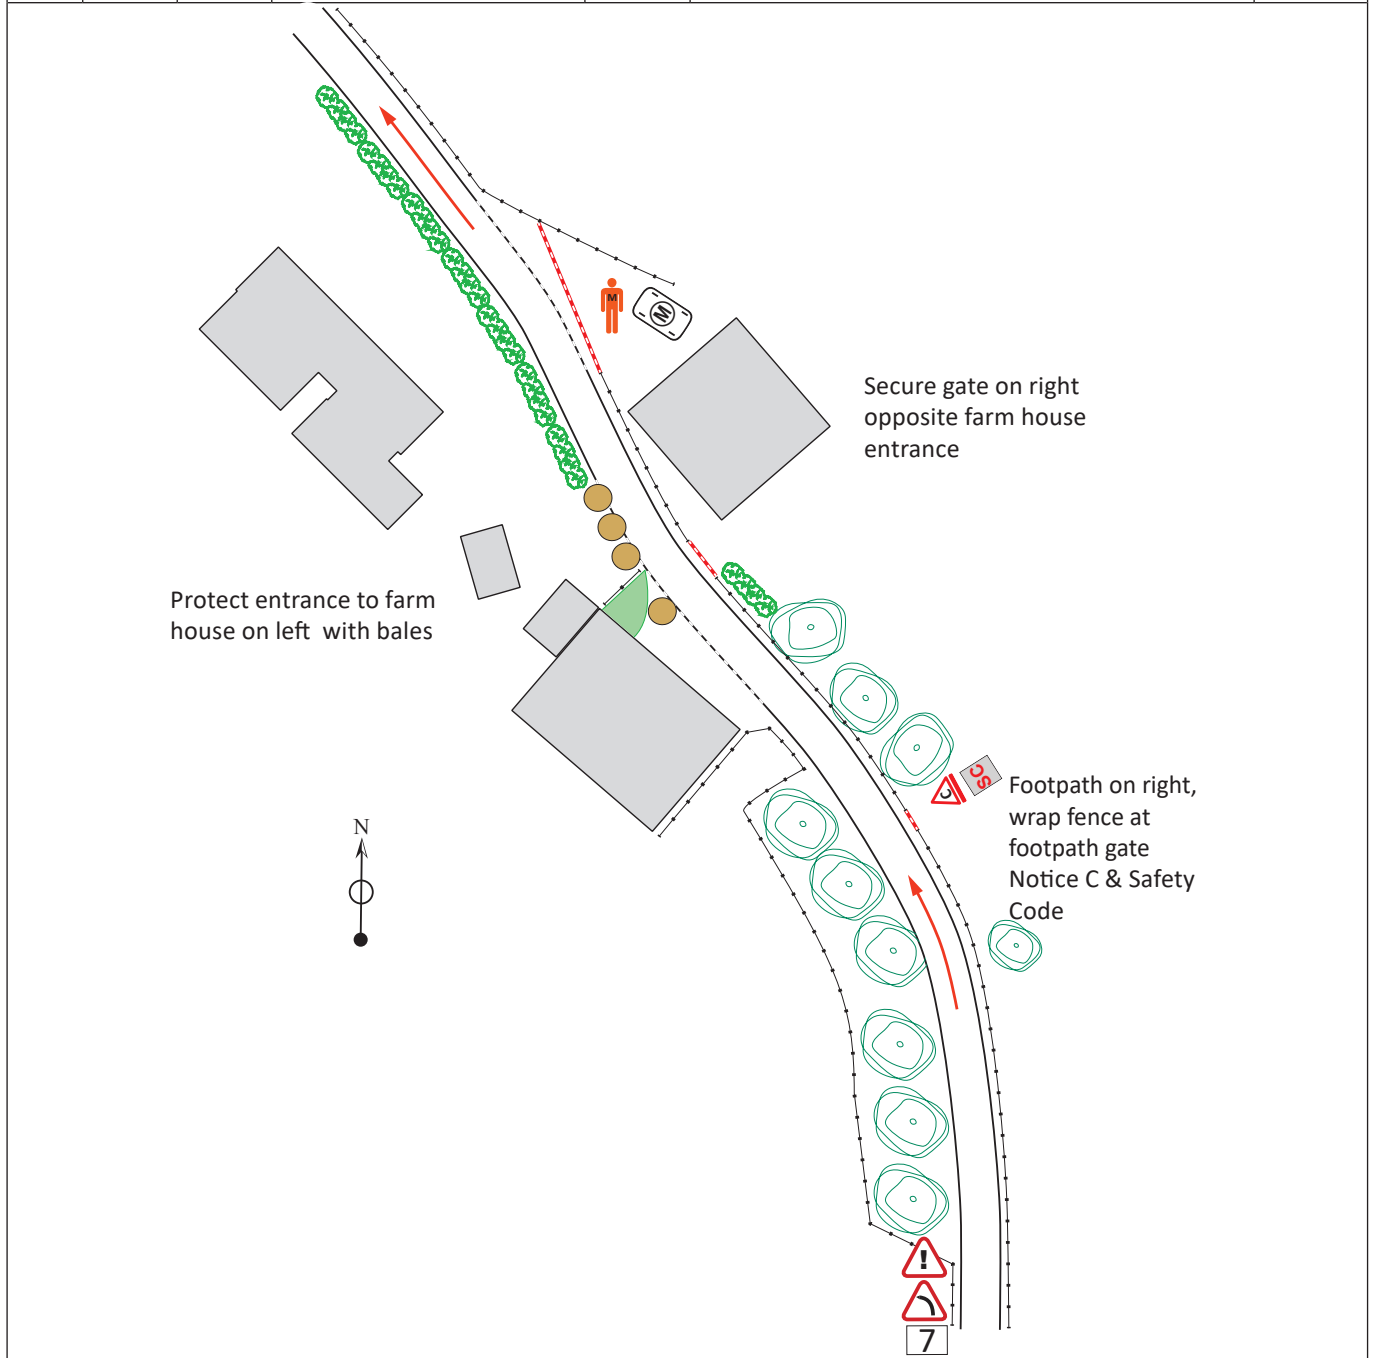 M
M
Secure gate on right
opposite farm house
entrance
Protect entrance to farm
house on left with bales
SC
C
Footpath on right,
wrap fence at
footpath gate
Notice C & Safety
Code
N
!
7